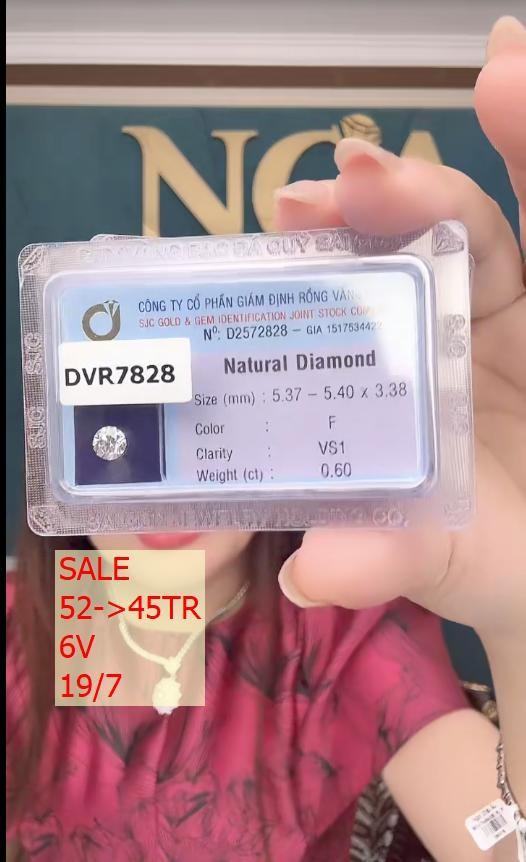 CÔNG TY CỔ PHẦN GIÁM ĐỊNH RỒNG VÀNG
SJC GOLD & GEM IDENTIFICATION JOINT STOCK
Nº: D2572828 – GIA 1517534422
DVR7828
Natural Diamond
Size (mm) : 5.37 – 5.40 x 3.38
Color : F
Clarity : VS1
Weight (ct) : 0.60
SJC
SJC
SALE
52->45TR
6V
19/7